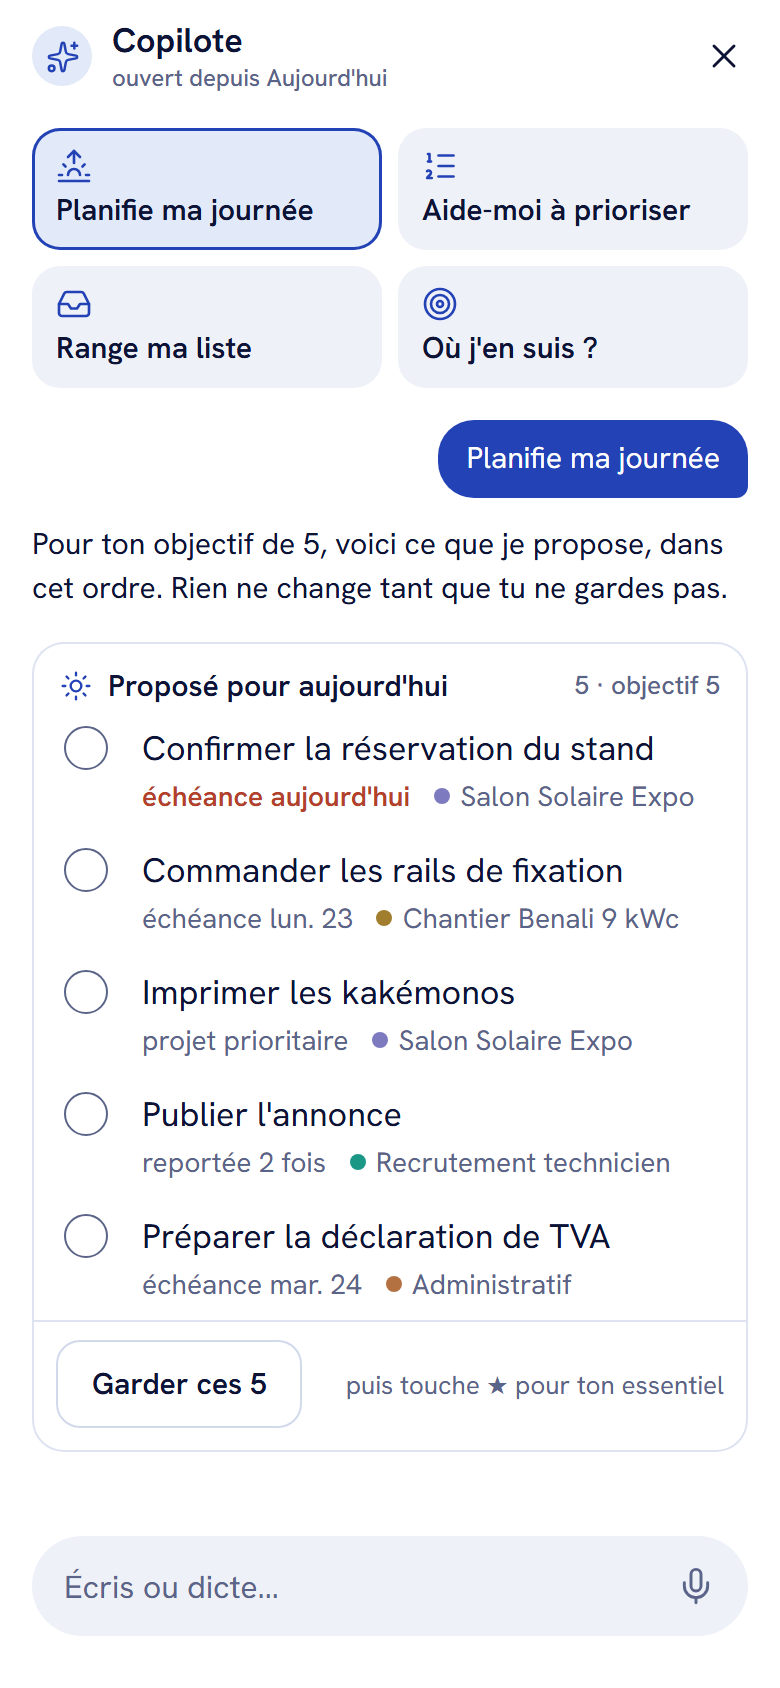 Copilote
ouvert depuis Aujourd'hui
Planifie ma journée
Aide-moi à prioriser
Range ma liste
Où j'en suis ?
Planifie ma journée
Pour ton objectif de 5, voici ce que je propose, dans
cet ordre. Rien ne change tant que tu ne gardes pas.
Proposé pour aujourd'hui
5 · objectif 5
Confirmer la réservation du stand
échéance aujourd'hui Salon Solaire Expo
Commander les rails de fixation
échéance lun. 23 Chantier Benali 9 kWc
Imprimer les kakémonos
projet prioritaire Salon Solaire Expo
Publier l'annonce
reportée 2 fois Recrutement technicien
Préparer la déclaration de TVA
échéance mar. 24 Administratif
Garder ces 5
puis touche ★ pour ton essentiel
Écris ou dicte...